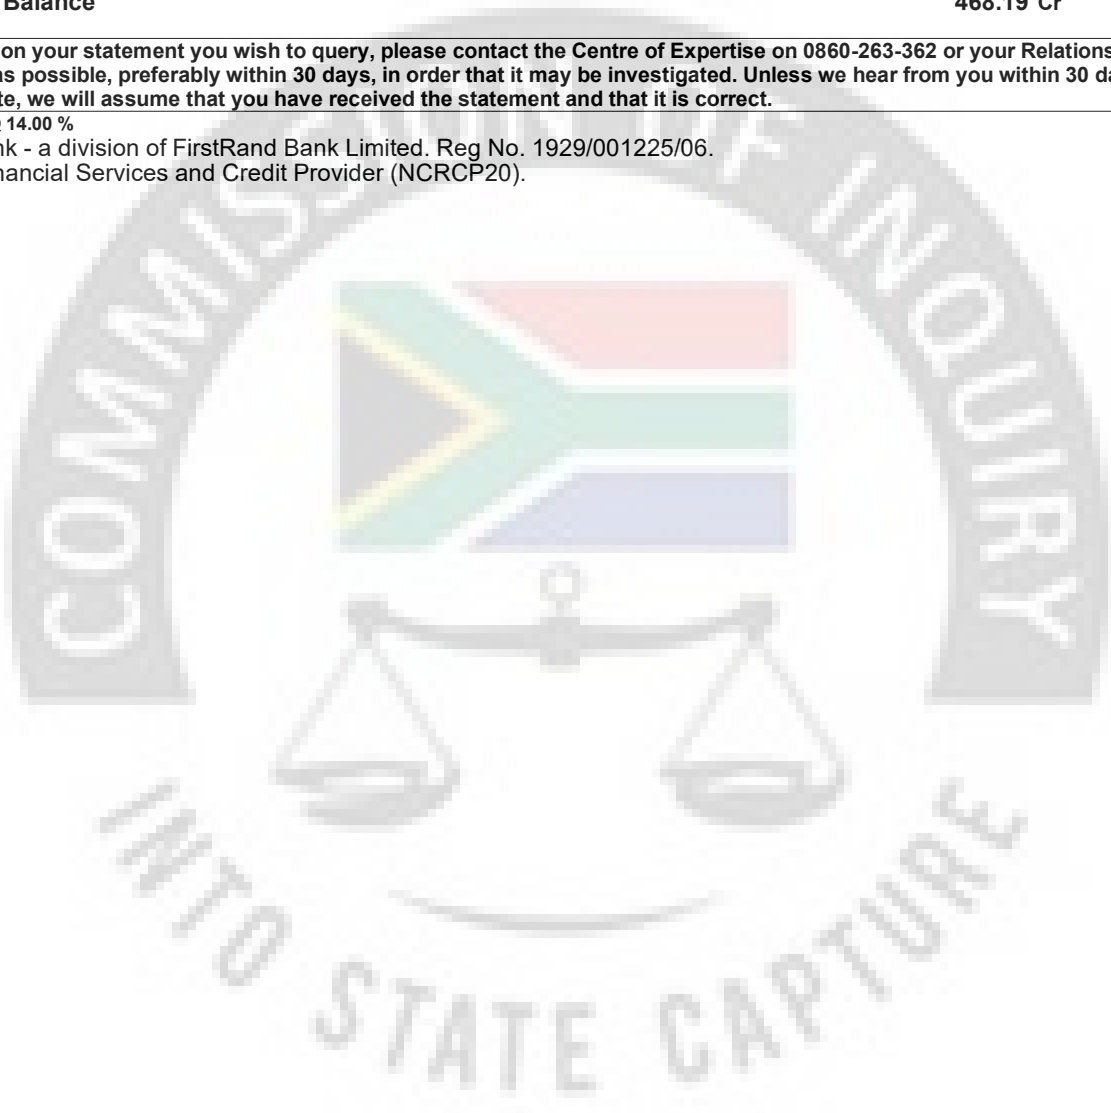 Balance 468.19 Cr
on your statement you wish to query, please contact the Centre of Expertise on 0860-263-362 or your Relations
as possible, preferably within 30 days, in order that it may be investigated. Unless we hear from you within 30 da
te, we will assume that you have received the statement and that it is correct.
14.00 %
nk - a division of FirstRand Bank Limited. Reg No. 1929/001225/06.
nancial Services and Credit Provider (NCRCP20).
COMMISSION OF INQUIRY
INTO STATE CAPTURE